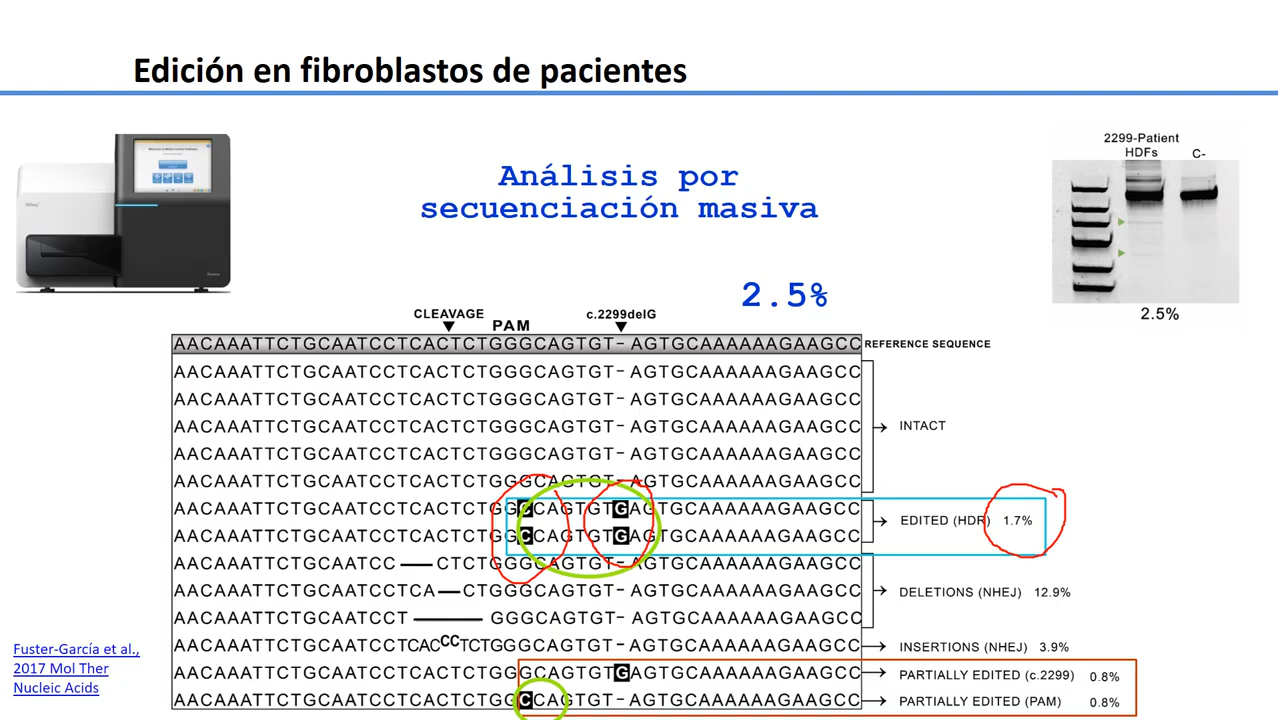 Edición en fibroblastos de pacientes
Análisis por
secuenciación masiva
2.5%
2299-Patient
HDFs
C-
2.5%
CLEAVAGE
PAM
c.2299delG
AACAAATTCTGCAATCCTCACTCTGGGCAGTGT-AGTGCAAAAAAGAAGCC REFERENCE SEQUENCE
AACAAATTCTGCAATCCTCACTCTGGGCAGTGT-AGTGCAAAAAAGAAGCC
AACAAATTCTGCAATCCTCACTCTGGGCAGTGT-AGTGCAAAAAAGAAGCC
AACAAATTCTGCAATCCTCACTCTGGGCAGTGT-AGTGCAAAAAAGAAGCC
INTACT
AACAAATTCTGCAATCCTCACTCTGGGCAGTGT-AGTGCAAAAAAGAAGCC
AACAAATTCTGCAATCCTCACTCTGGGCAGTGT-AGTGCAAAAAAGAAGCC
AACAAATTCTGCAATCCTCACTCTGGCCAGTGTGAGTGCAAAAAAGAAGCC
EDITED (HDR) 1.7%
AACAAATTCTGCAATCCTCACTCTGGCCAGTGTGAGTGCAAAAAAGAAGCC
AACAAATTCTGCAATCC—CTCTGGGCAGTGT-AGTGCAAAAAAGAAGCC
AACAAATTCTGCAATCCTCA—CTGGGCAGTGT-AGTGCAAAAAAGAAGCC
DELETIONS (NHEJ) 12.9%
AACAAATTCTGCAATCCT—GGGCAGTGT-AGTGCAAAAAAGAAGCC
AACAAATTCTGCAATCCTCACCCTCTGGGCAGTGT-AGTGCAAAAAAGAAGCC INSERTIONS (NHEJ) 3.9%
AACAAATTCTGCAATCCTCACTCTGGGCAGTGTGAGTGCAAAAAAGAAGCC PARTIALLY EDITED (c.2299) 0.8%
AACAAATTCTGCAATCCTCACTCTGGCCAGTGT-AGTGCAAAAAAGAAGCC PARTIALLY EDITED (PAM) 0.8%
Fuster-García et al.,
2017 Mol Ther
Nucleic Acids